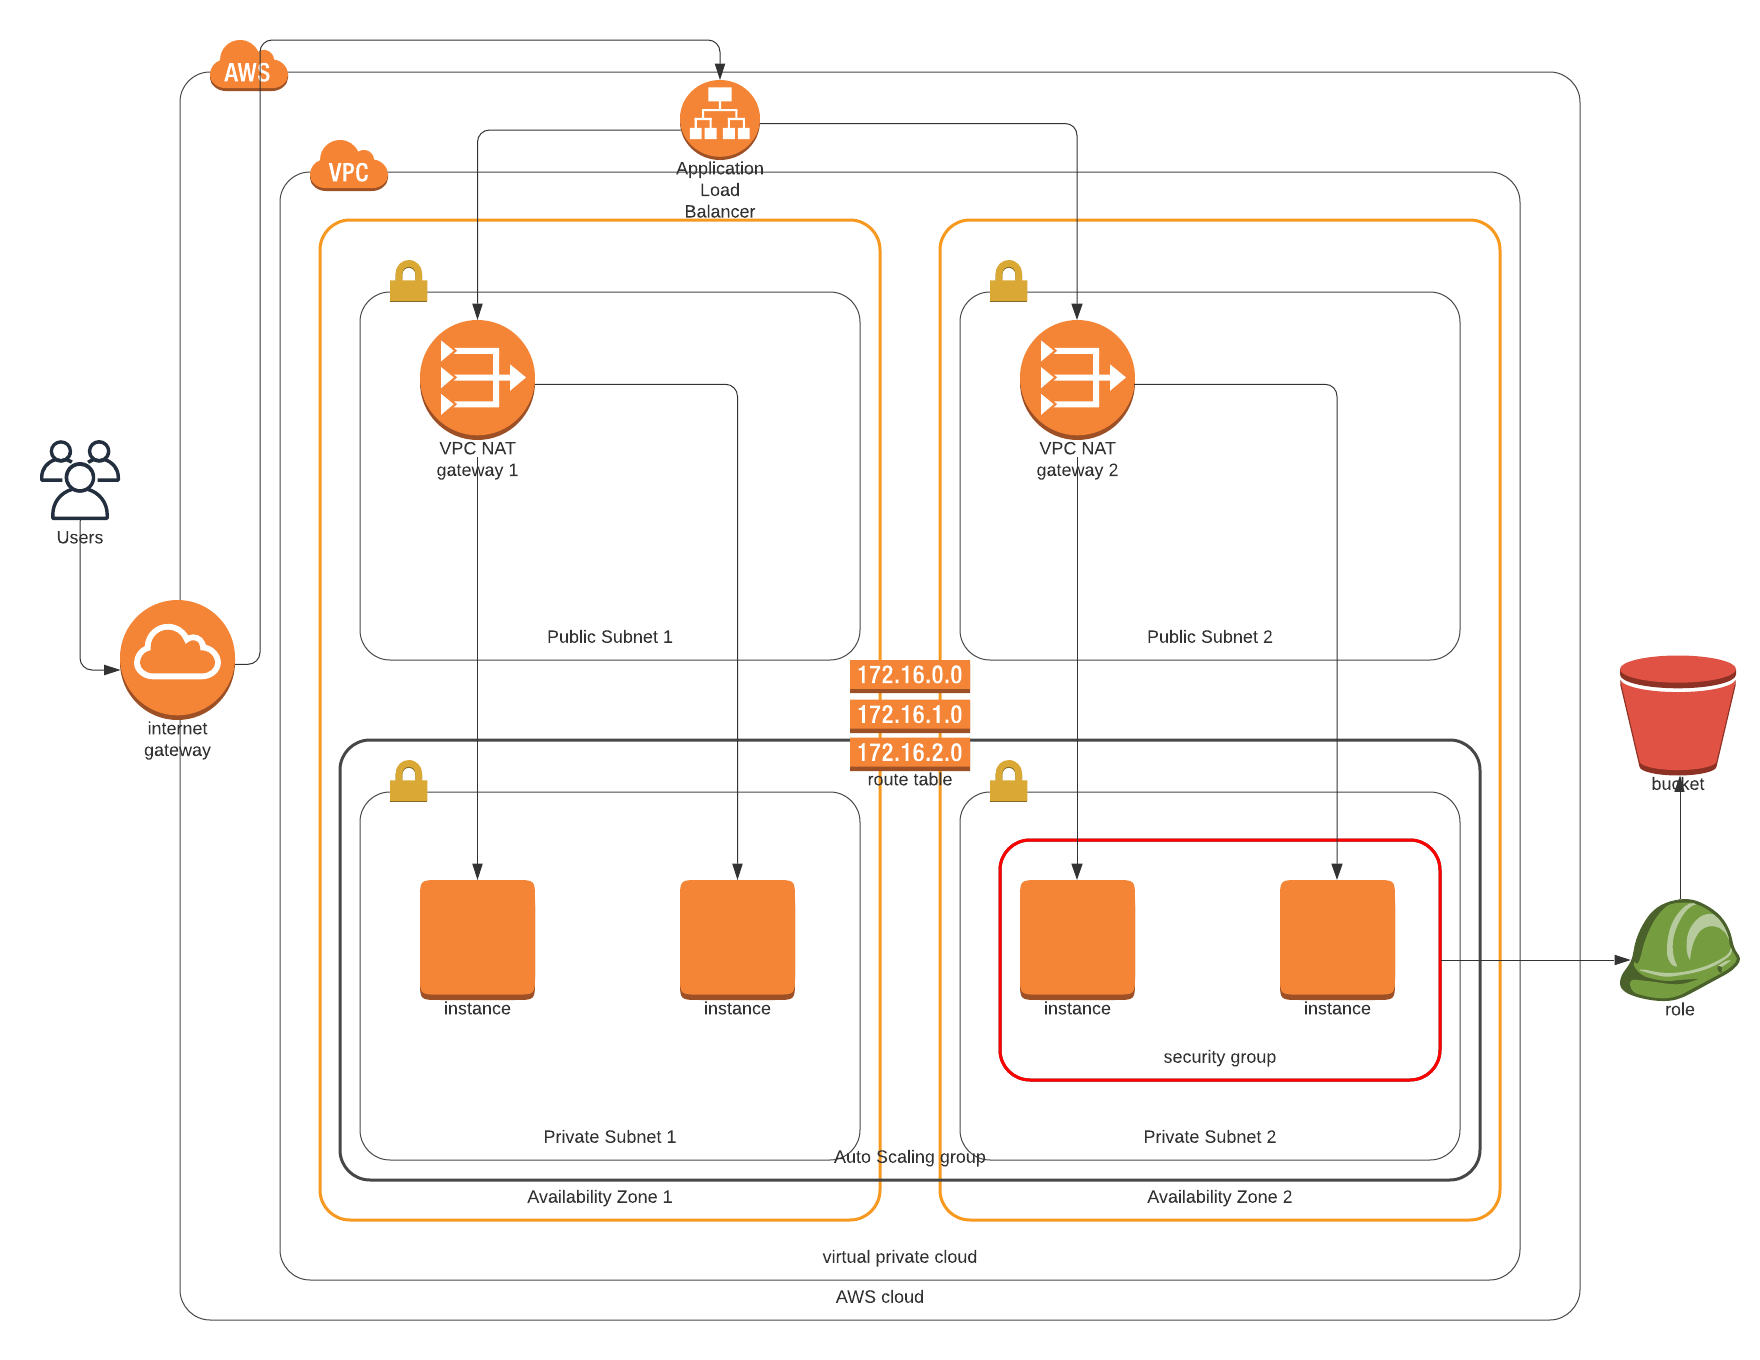 AWS
VPC
Application
Load
Balancer
VPC NAT
gateway 1
VPC NAT
gateway 2
Users
Public Subnet 1
Public Subnet 2
172.16.0.0
172.16.1.0
172.16.2.0
route table
internet
gateway
bucket
instance
instance
instance
instance
role
security group
Private Subnet 1
Private Subnet 2
Auto Scaling group
Availability Zone 1
Availability Zone 2
virtual private cloud
AWS cloud